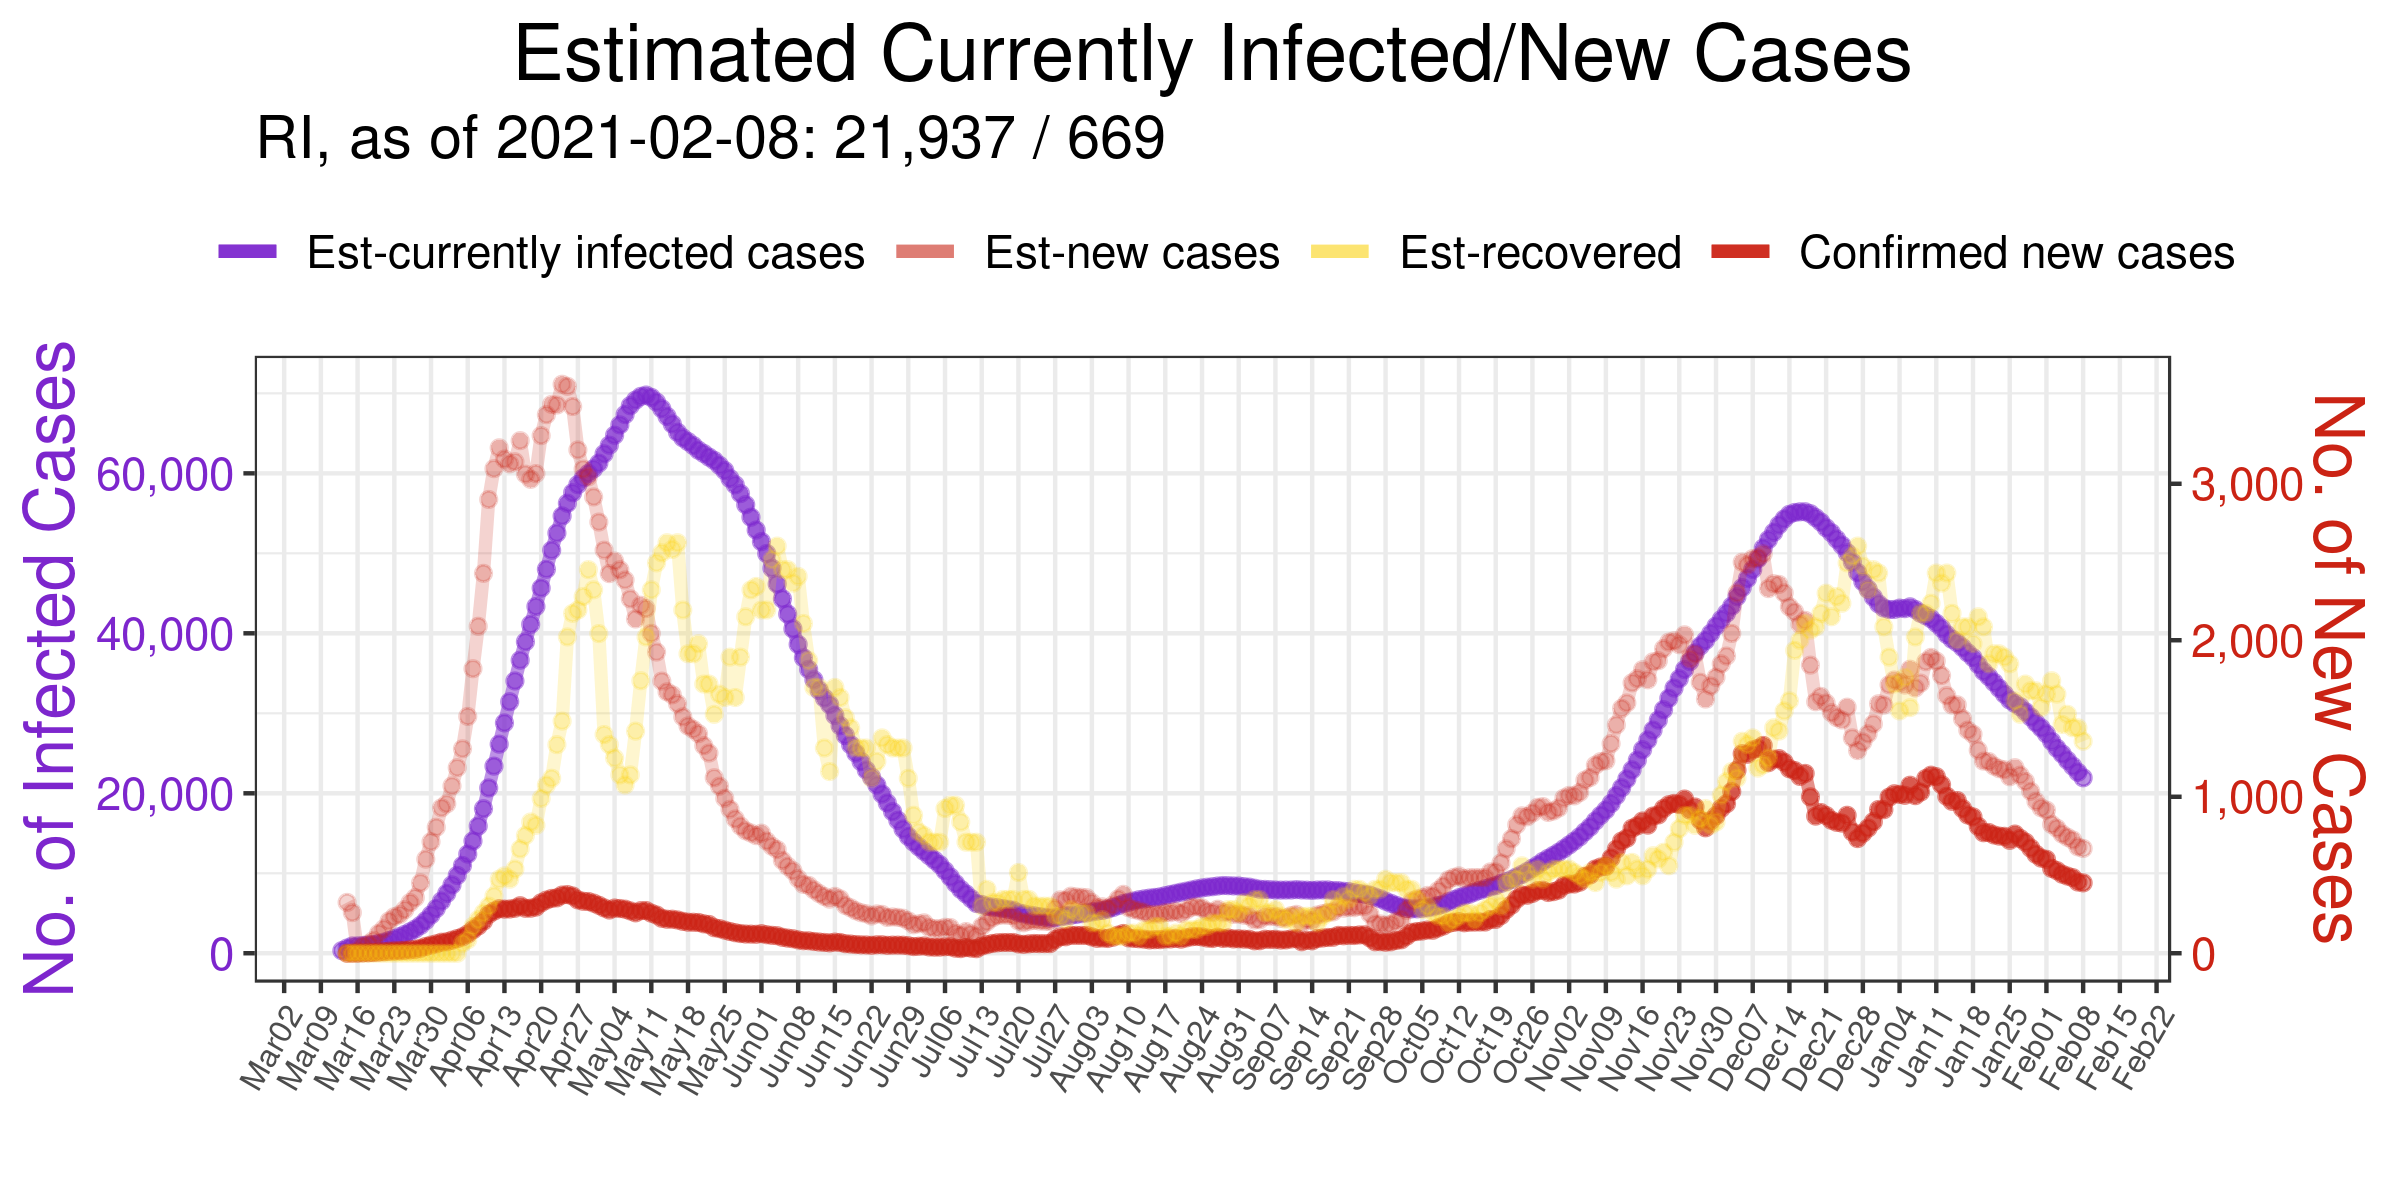 Estimated Currently Infected/New Cases
RI, as of 2021-02-08: 21,937 / 669
Est-currently infected cases Est-new cases Est-recovered Confirmed new cases
No. of Infected Cases
60,000
40,000
20,000
0
3,000
2,000
1,000
0
No. of New Cases
Mar02 Mar09 Mar16 Mar23 Mar30 Apr06 Apr13 Apr20 Apr27 May04 May11 May18 May25 Jun01 Jun08 Jun15 Jun22 Jun29 Jul06 Jul13 Jul20 Jul27 Aug03 Aug10 Aug17 Aug24 Aug31 Sep07 Sep14 Sep21 Sep28 Oct05 Oct12 Oct19 Oct26 Nov02 Nov09 Nov16 Nov23 Nov30 Dec07 Dec14 Dec21 Dec28 Jan04 Jan11 Jan18 Jan25 Feb01 Feb08 Feb15 Feb22